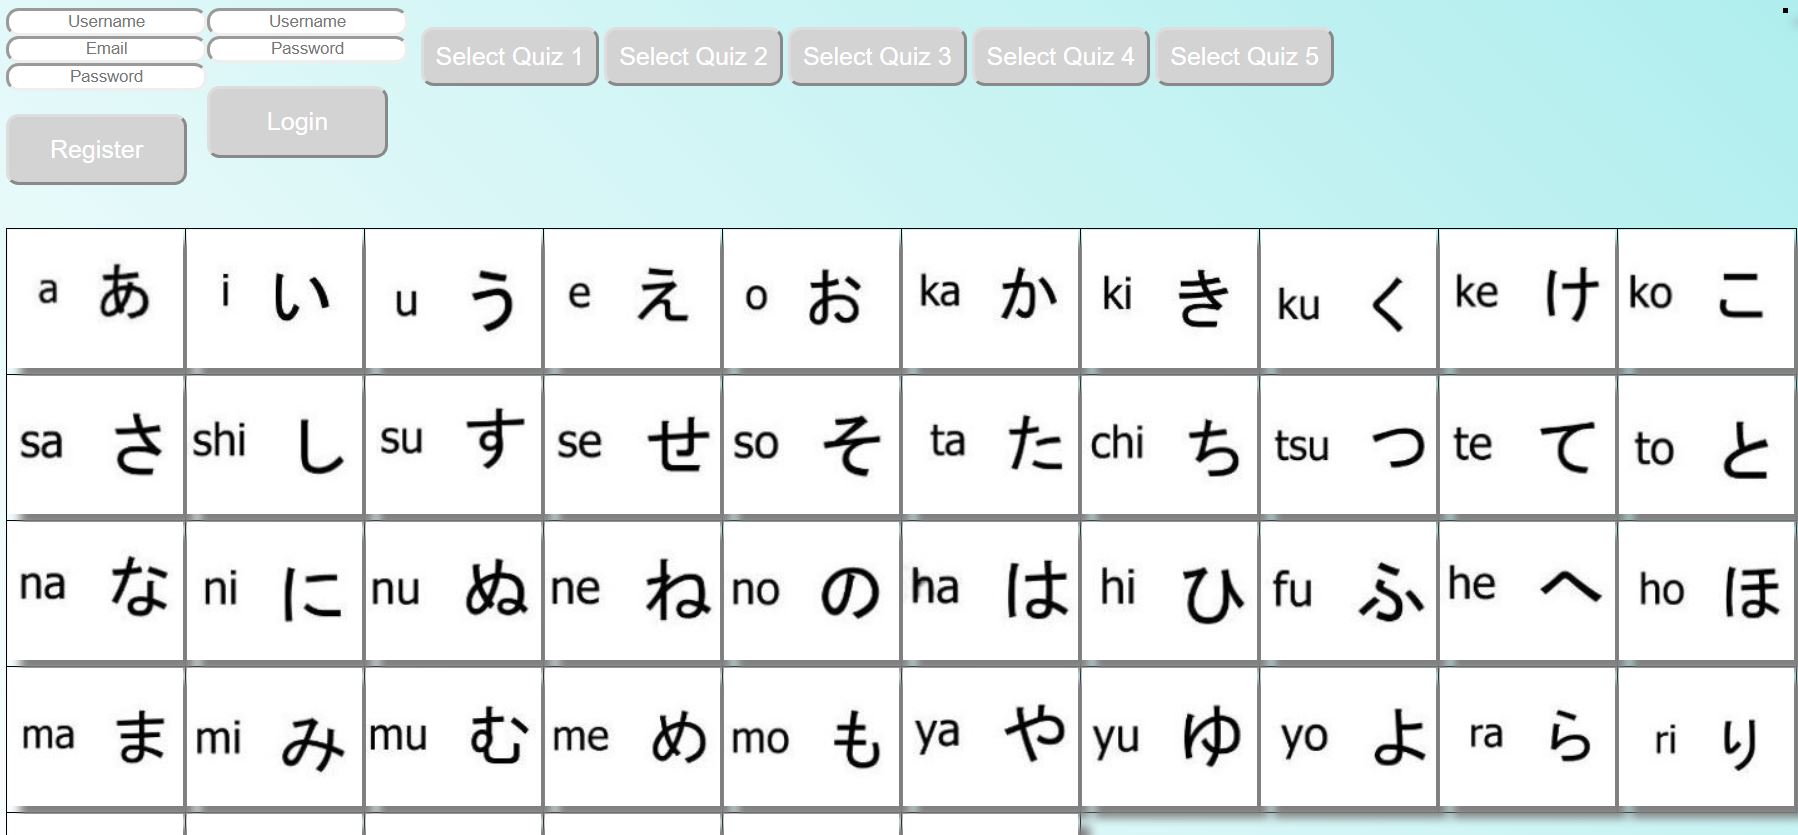 Username
Email
Password
Register
Username
Password
Login
Select Quiz 1 Select Quiz 2 Select Quiz 3 Select Quiz 4 Select Quiz 5
a あ i い u う e え o お ka か ki き ku く ke け ko こ
sa さ shi し su す se せ so そ ta た chi ち tsu つ te て to と
na な ni に nu ぬ ne ね no の ha は hi ひ fu ふ he へ ho ほ
ma ま mi み mu む me め mo も ya や yu ゆ yo よ ra ら ri り